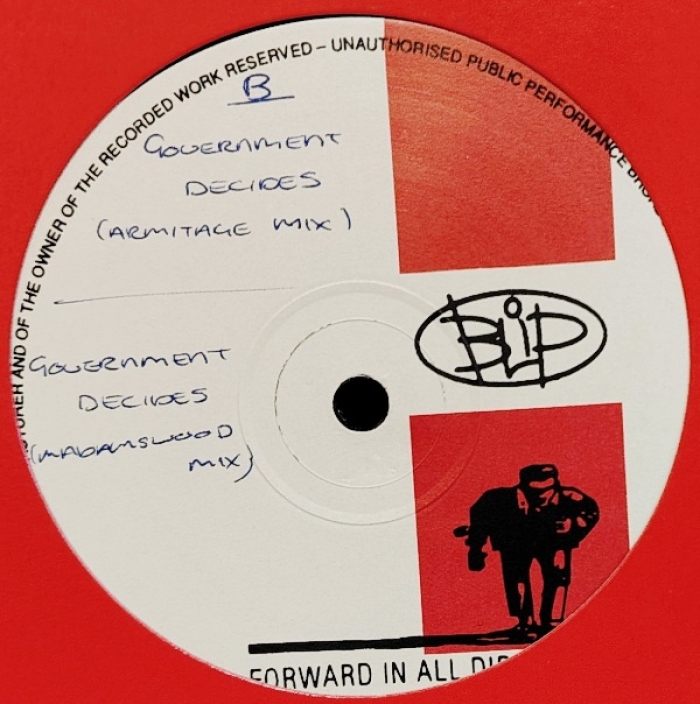 TURER AND OF THE OWNER OF THE RECORDED WORK RESERVED – UNAUTHORISED PUBLIC PERFORMANCE
B
GOVERNMENT
DECIDES
(ARMITAGE MIX)
GOVERNMENT
DECIDES
(MADAMSWOOD
MIX)
BLIP
FORWARD IN ALL